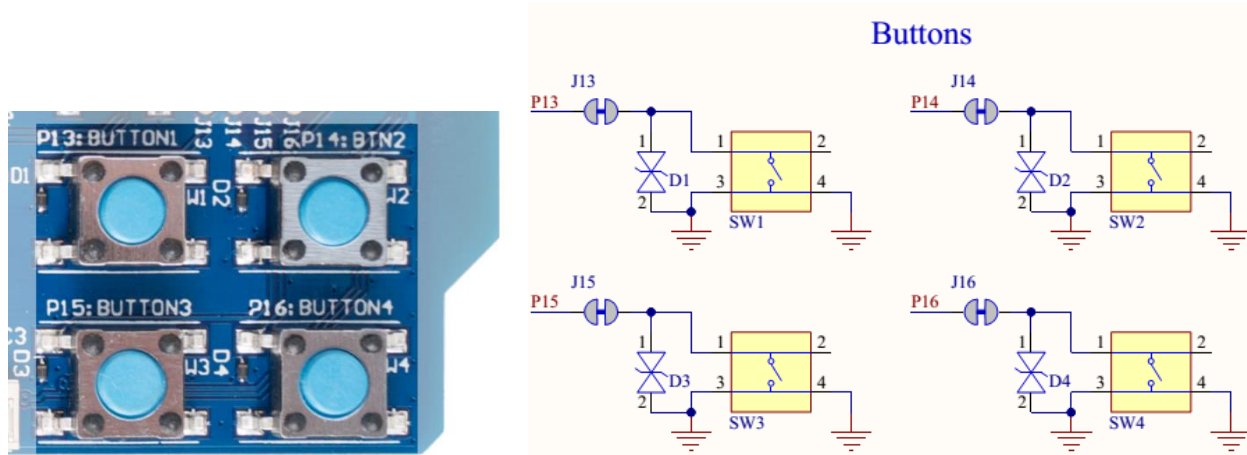 J13 J14 J15 J16
P13:BUTTON1
P14:BTN2
D1
W1
D2
W2
P15:BUTTON3
P16:BUTTON4
C3
D3
W3
D4
W4
Buttons
J13
P13
1
1
2
D1
3
4
2
SW1
J14
P14
1
1
2
D2
3
4
2
SW2
J15
P15
1
1
2
D3
3
4
2
SW3
J16
P16
1
1
2
D4
3
4
2
SW4